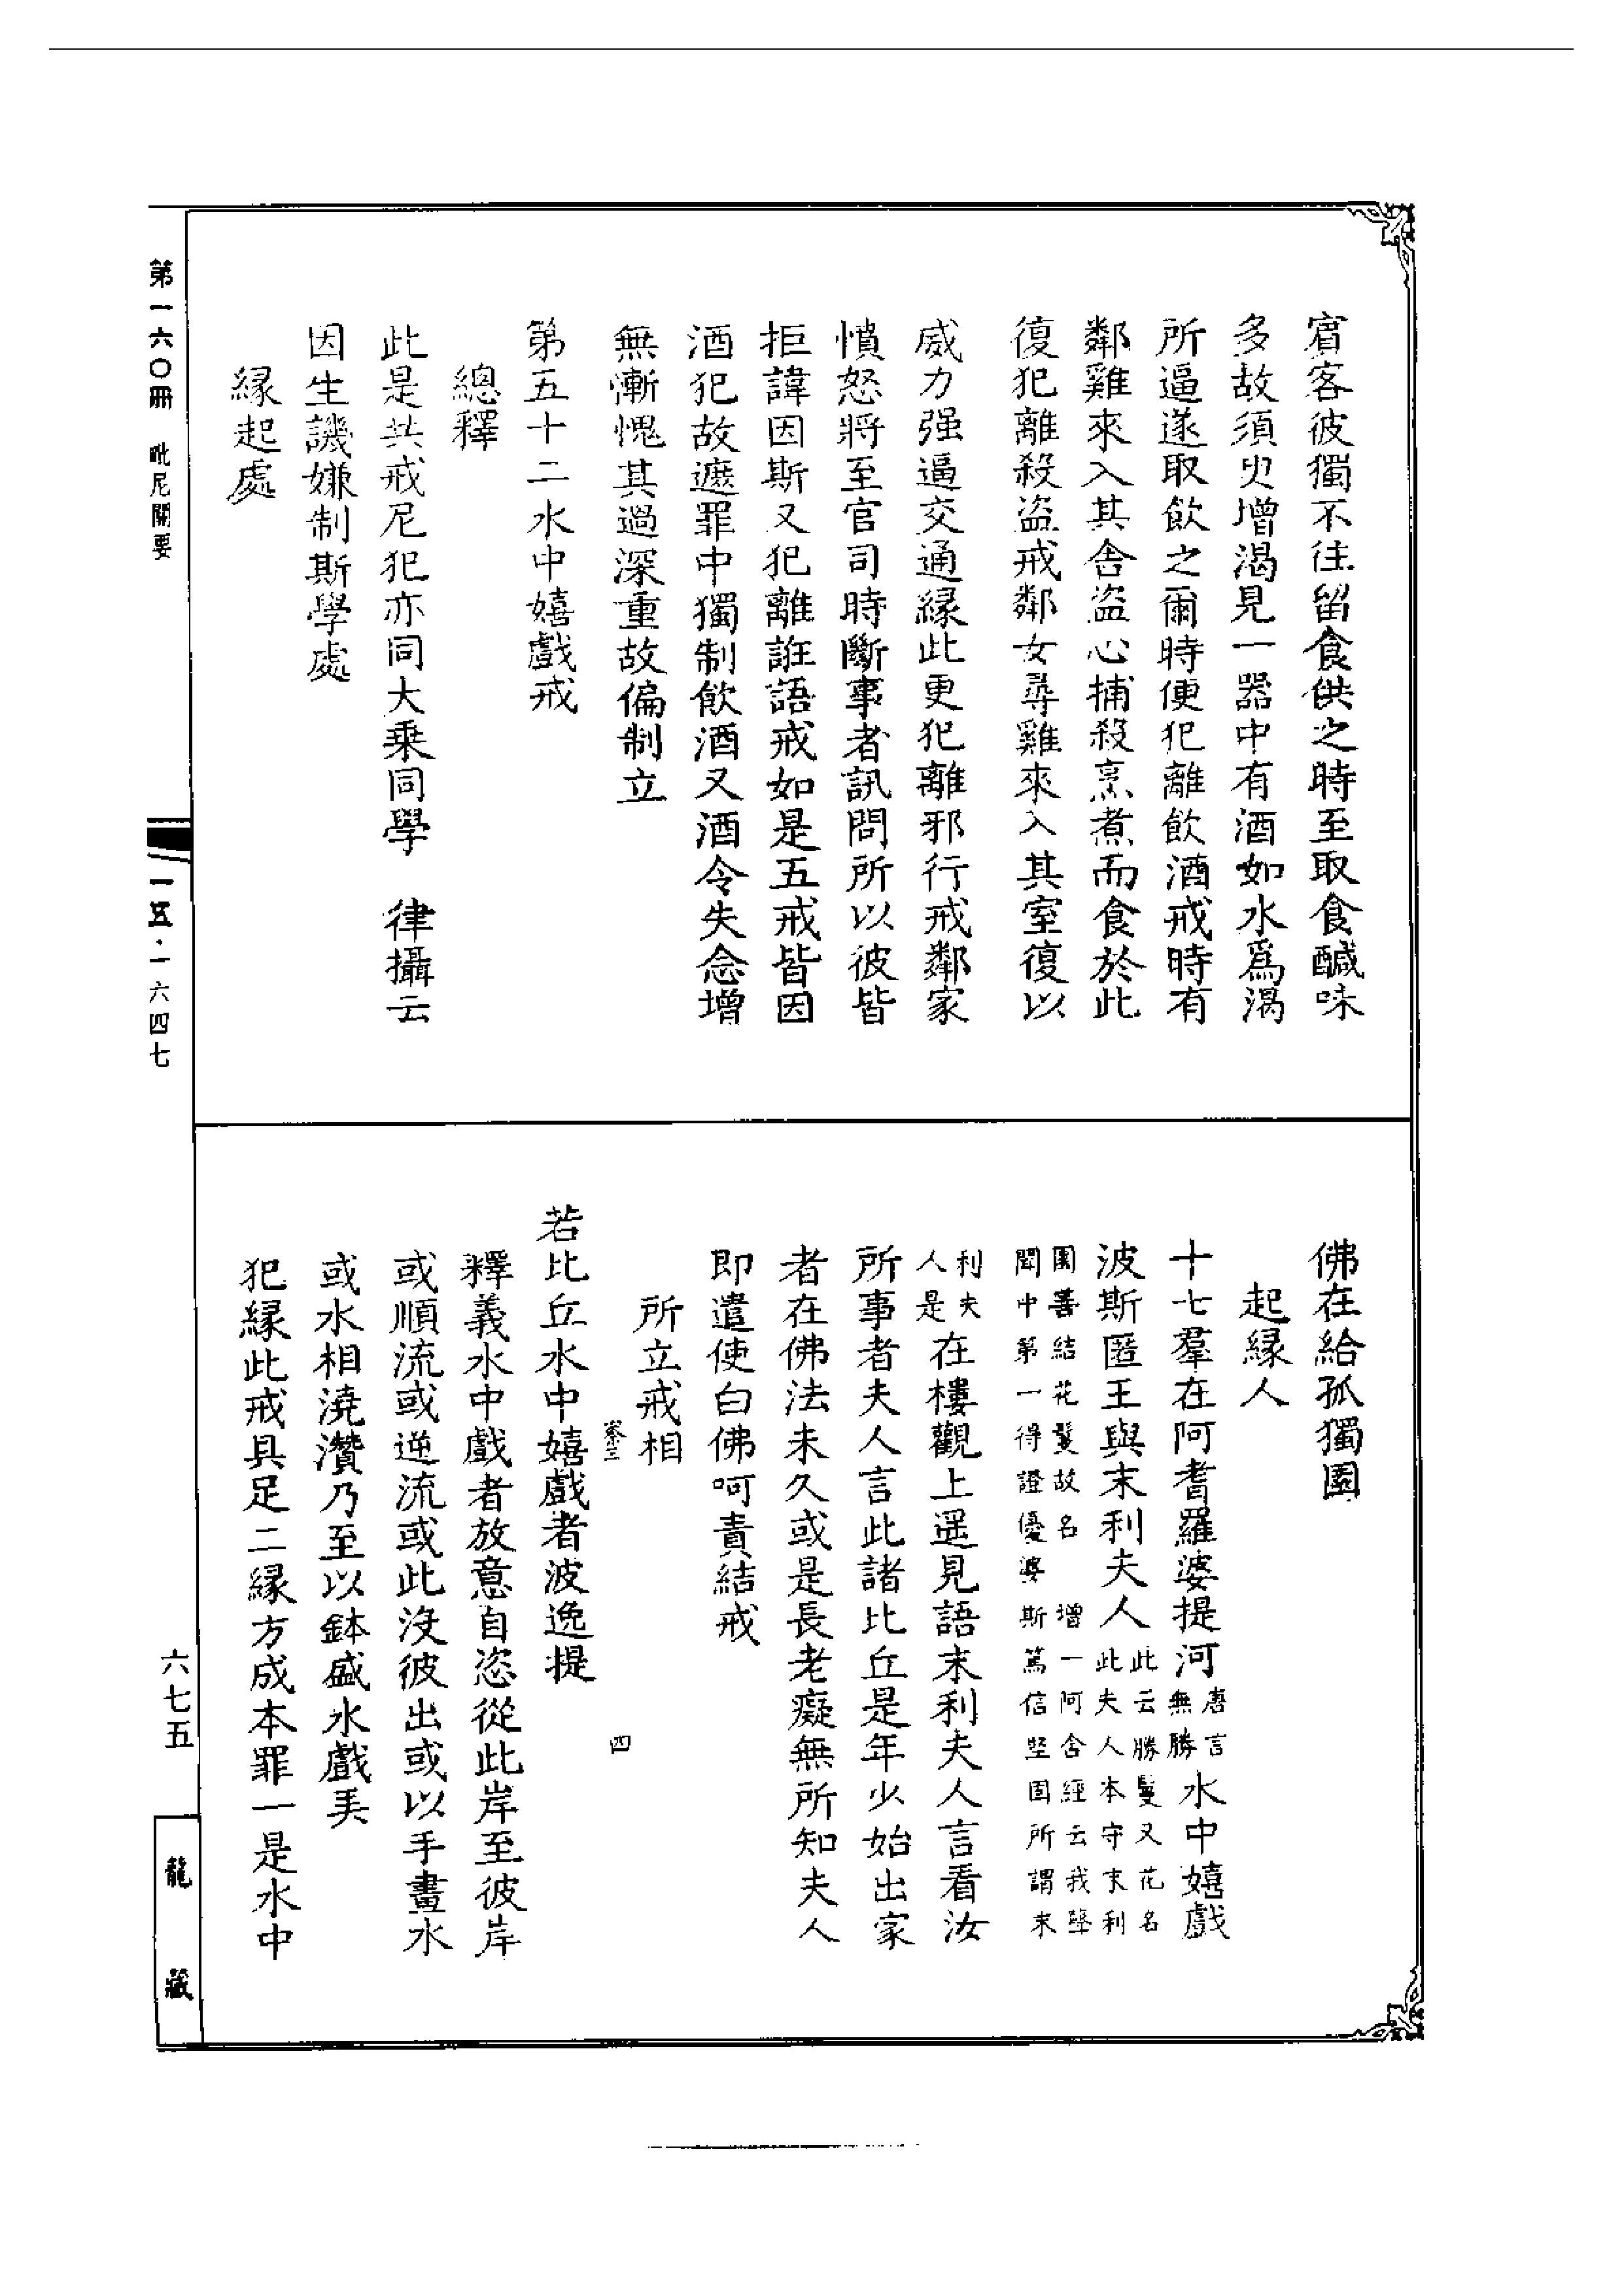 賔客彼獨不往留食供之時至取食醎味
多故須臾增渴見一器中有酒如水爲渴
所逼遂取飲之爾時便犯離飲酒戒時有
鄰雞來入其舍盗心捕殺烹煮而食於此
復犯離殺盗戒鄰女尋雞來入其室復以
威力强逼交通縁此更犯離邪行戒鄰家
憤怒將至官司時斷事者訊問所以彼皆
拒諱因斯又犯離誑語戒如是五戒皆因
酒犯故遮罪中獨制飲酒又酒令失念增
無慚愧其過深重故偏制立
第五十二水中嬉戲戒
總釋
此是共戒尼犯亦同大乘同學　律攝云
因生譏嫌制斯學處
縁起處
佛在給孤獨園
起縁人
十七羣在阿耆羅婆提河唐言無勝水中嬉戲
波斯匿王與末利夫人此云勝鬘又花名此夫人本守末利
園善結花鬘故名　增一阿含經云我聲聞中第一得證優婆斯篤信堅固所謂末
利夫人是在樓觀上遥見語末利夫人言看汝
所事者夫人言此諸比丘是年少始出家
者在佛法未久或是長老癡無所知夫人
即遣使白佛呵責結戒
所立戒相
四
若比丘水中嬉戲者波逸提
釋義水中戲者放意自恣從此岸至彼岸
或順流或逆流或此没彼出或以手畫水
或水相澆灒乃至以鉢盛水戲弄
犯縁此戒具足二縁方成本罪一是水中
第一六〇冊　毗尼關要
一五·一六四七
六七五
龍藏